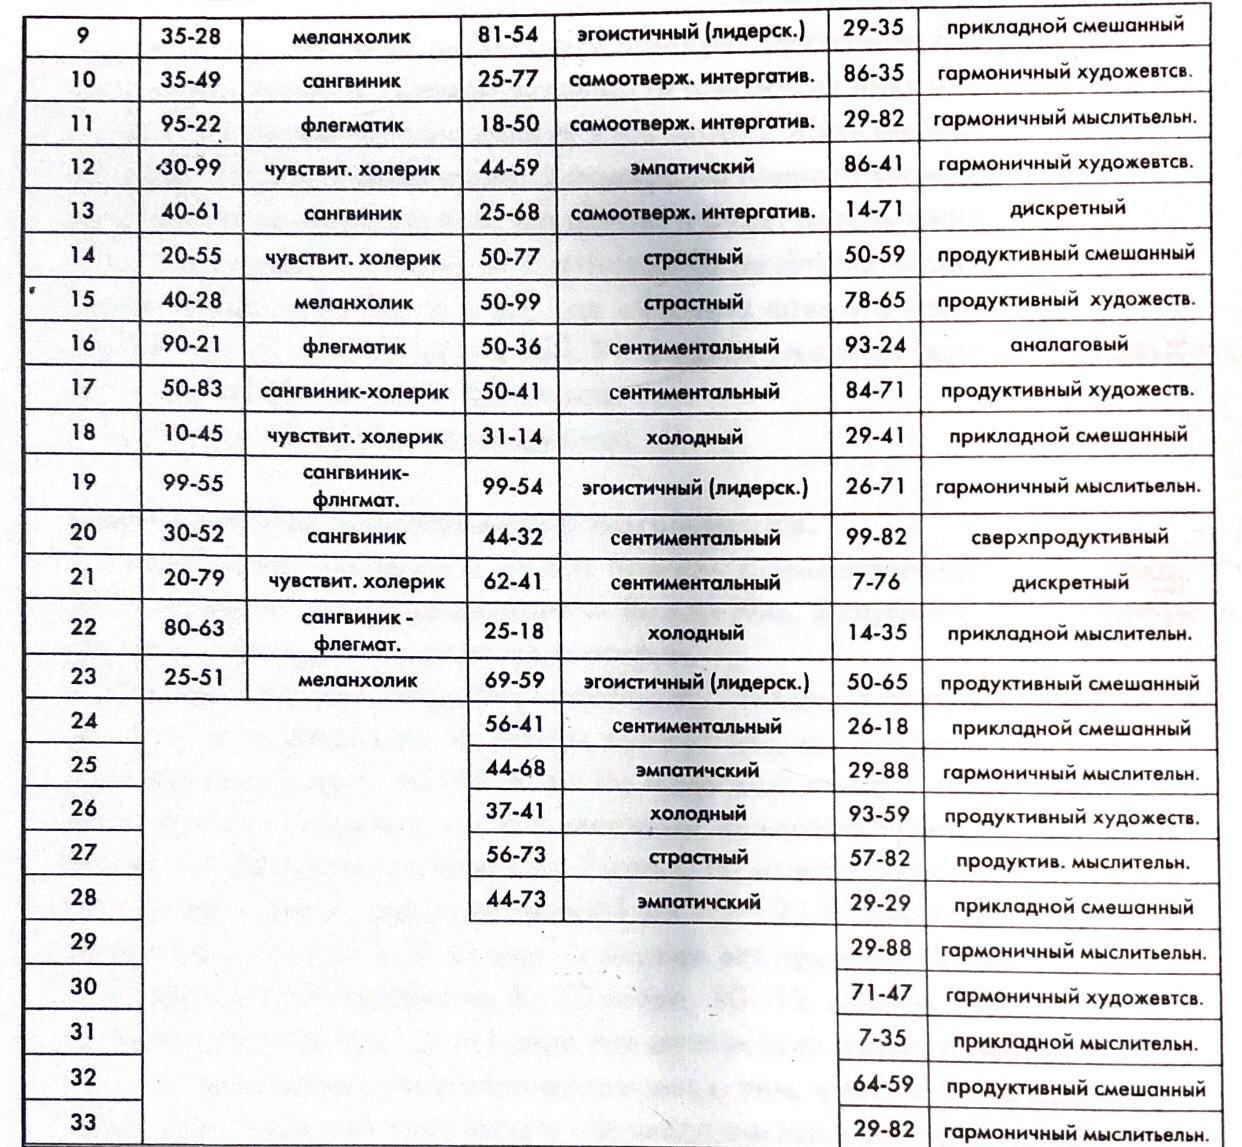 9 35-28 меланхолик 81-54 эгоистичный (лидерск.) 29-35 прикладной смешанный
10 35-49 сангвиник 25-77 самоотверж. интергатив. 86-35 гармоничный художевтсв.
11 95-22 флегматик 18-50 самоотверж. интергатив. 29-82 гармоничный мыслитьельн.
12 30-99 чувствит. холерик 44-59 эмпатичский 86-41 гармоничный художевтсв.
13 40-61 сангвиник 25-68 самоотверж. интергатив. 14-71 дискретный
14 20-55 чувствит. холерик 50-77 страстный 50-59 продуктивный смешанный
15 40-28 меланхолик 50-99 страстный 78-65 продуктивный художеств.
16 90-21 флегматик 50-36 сентиментальный 93-24 аналаговый
17 50-83 сангвиник-холерик 50-41 сентиментальный 84-71 продуктивный художеств.
18 10-45 чувствит. холерик 31-14 холодный 29-41 прикладной смешанный
19 99-55 сангвиник-
флнгмат. 99-54 эгоистичный (лидерск.) 26-71 гармоничный мыслитьельн.
20 30-52 сангвиник 44-32 сентиментальный 99-82 сверхпродуктивный
21 20-79 чувствит. холерик 62-41 сентиментальный 7-76 дискретный
22 80-63 сангвиник -
флегмат. 25-18 холодный 14-35 прикладной мыслительн.
23 25-51 меланхолик 69-59 эгоистичный (лидерск.) 50-65 продуктивный смешанный
24 56-41 сентиментальный 26-18 прикладной смешанный
25 44-68 эмпатичский 29-88 гармоничный мыслительн.
26 37-41 холодный 93-59 продуктивный художеств.
27 56-73 страстный 57-82 продуктив. мыслительн.
28 44-73 эмпатичский 29-29 прикладной смешанный
29 29-88 гармоничный мыслитьельн.
30 71-47 гармоничный художевтсв.
31 7-35 прикладной мыслительн.
32 64-59 продуктивный смешанный
33 29-82 гармоничный мыслитьельн.